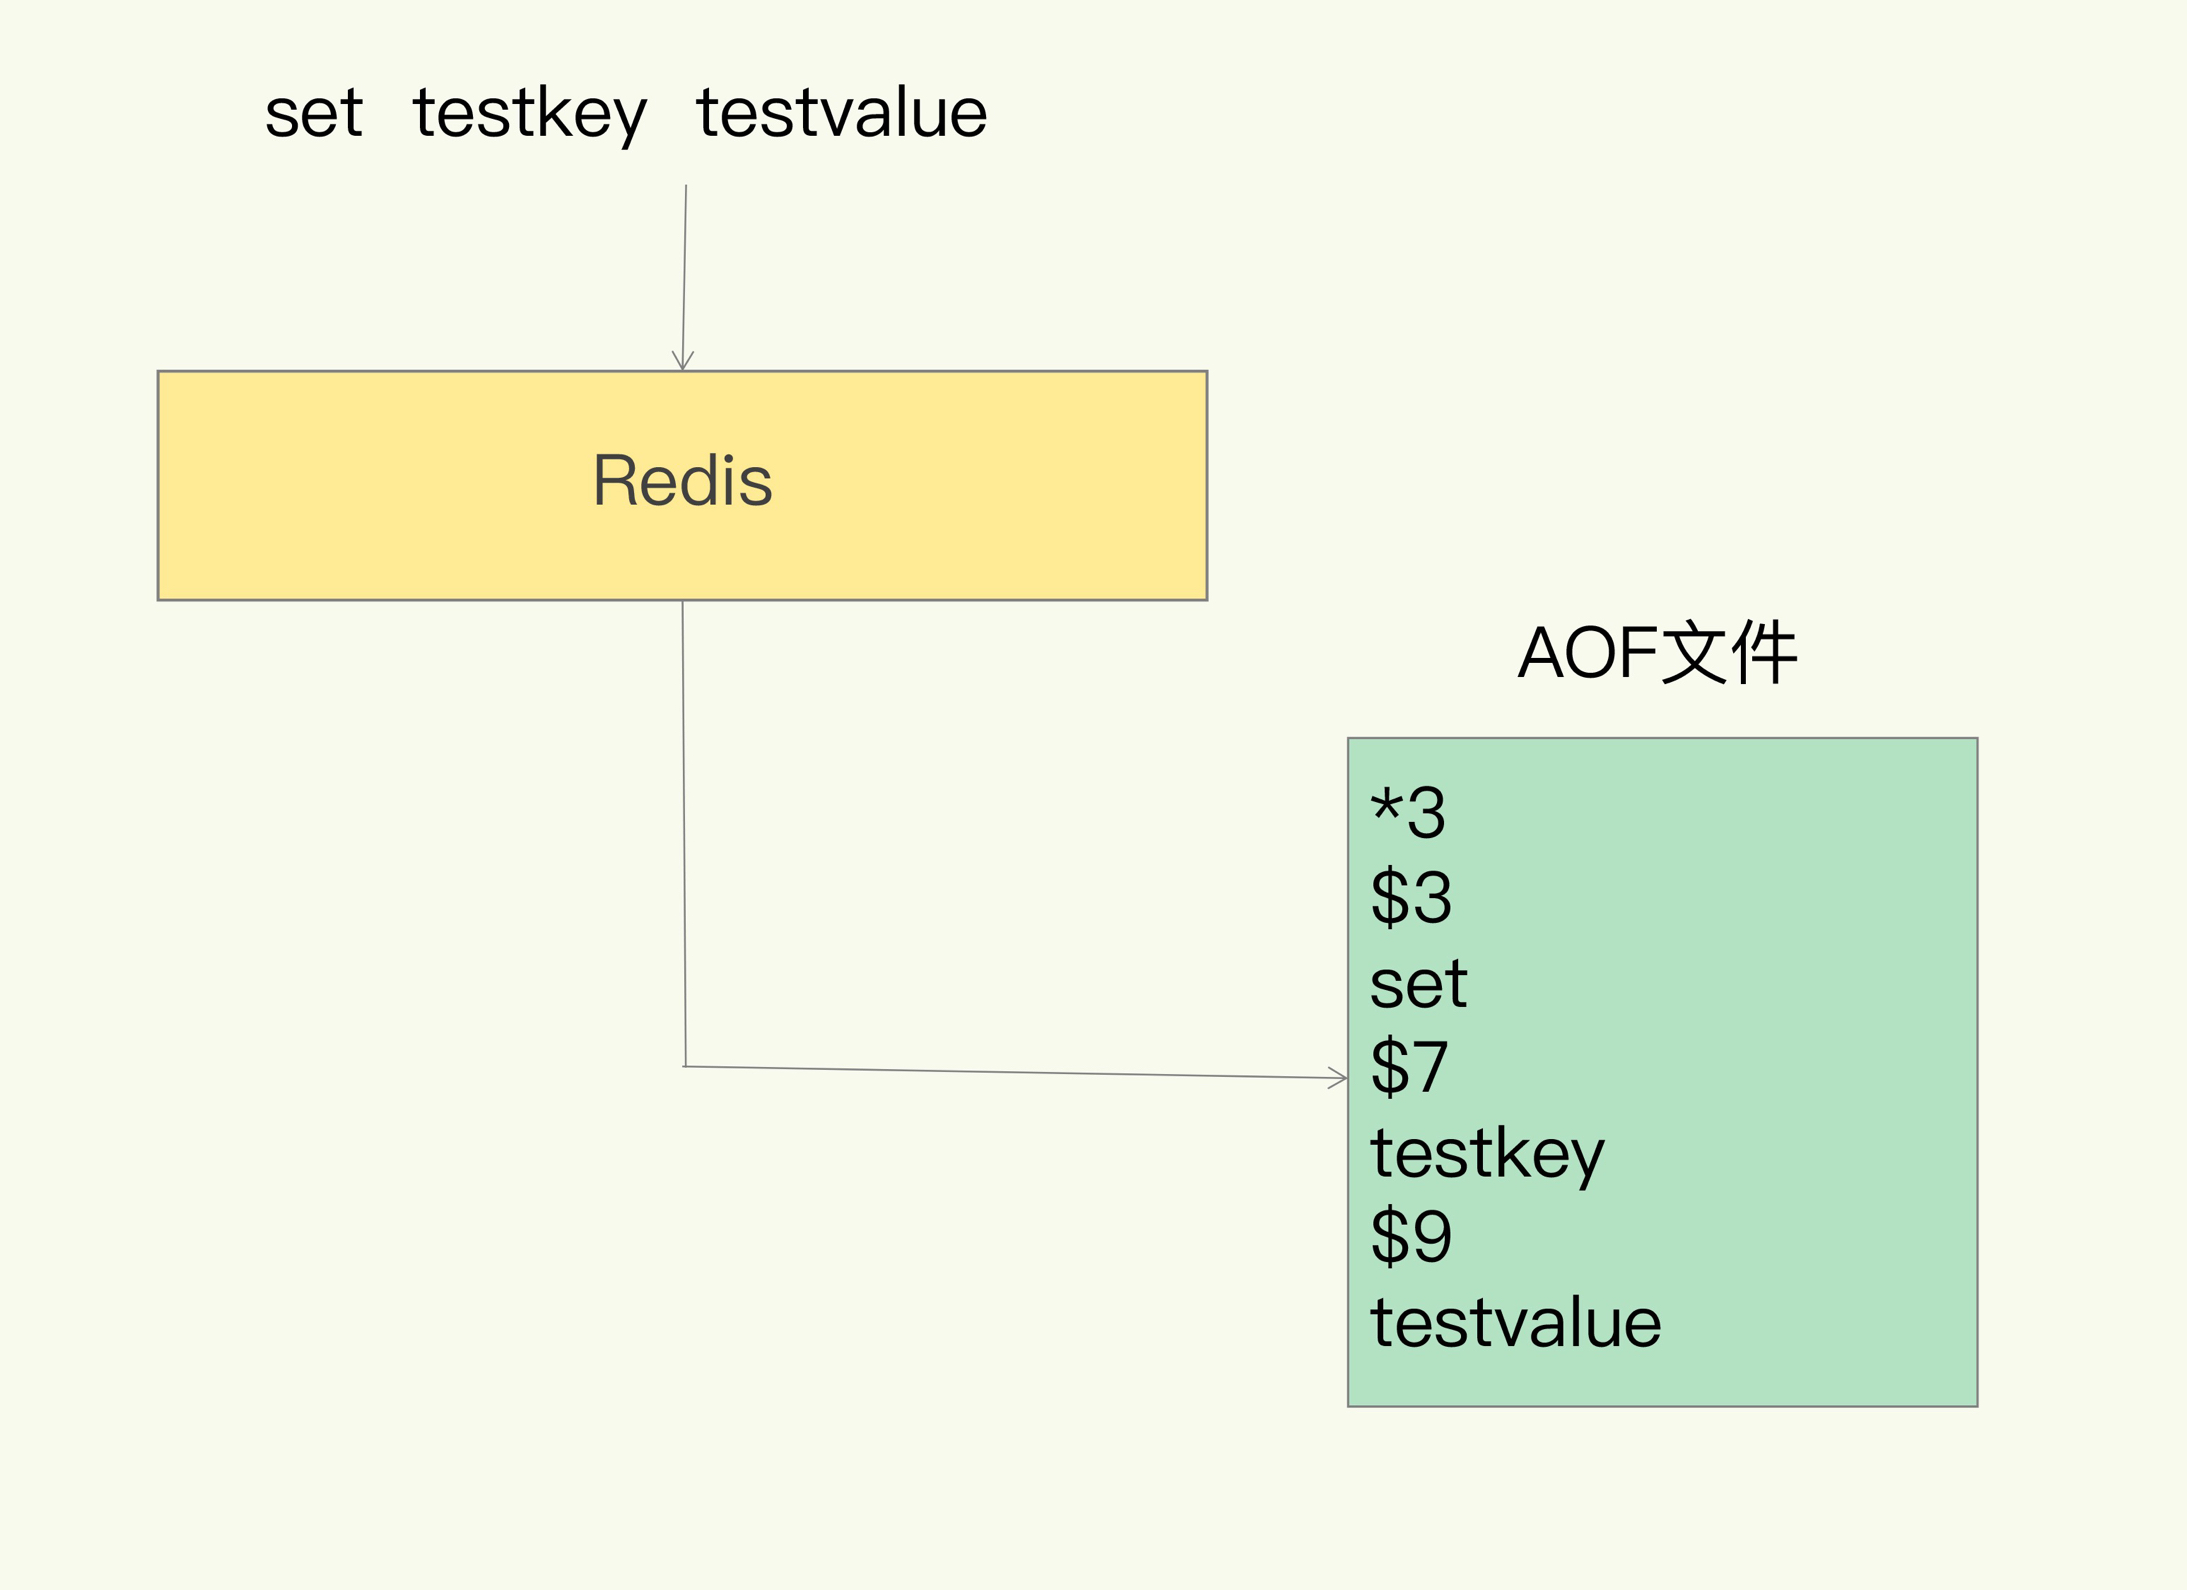 set testkey testvalue
Redis
AOF文件
*3
$3
set
$7
testkey
$9
testvalue